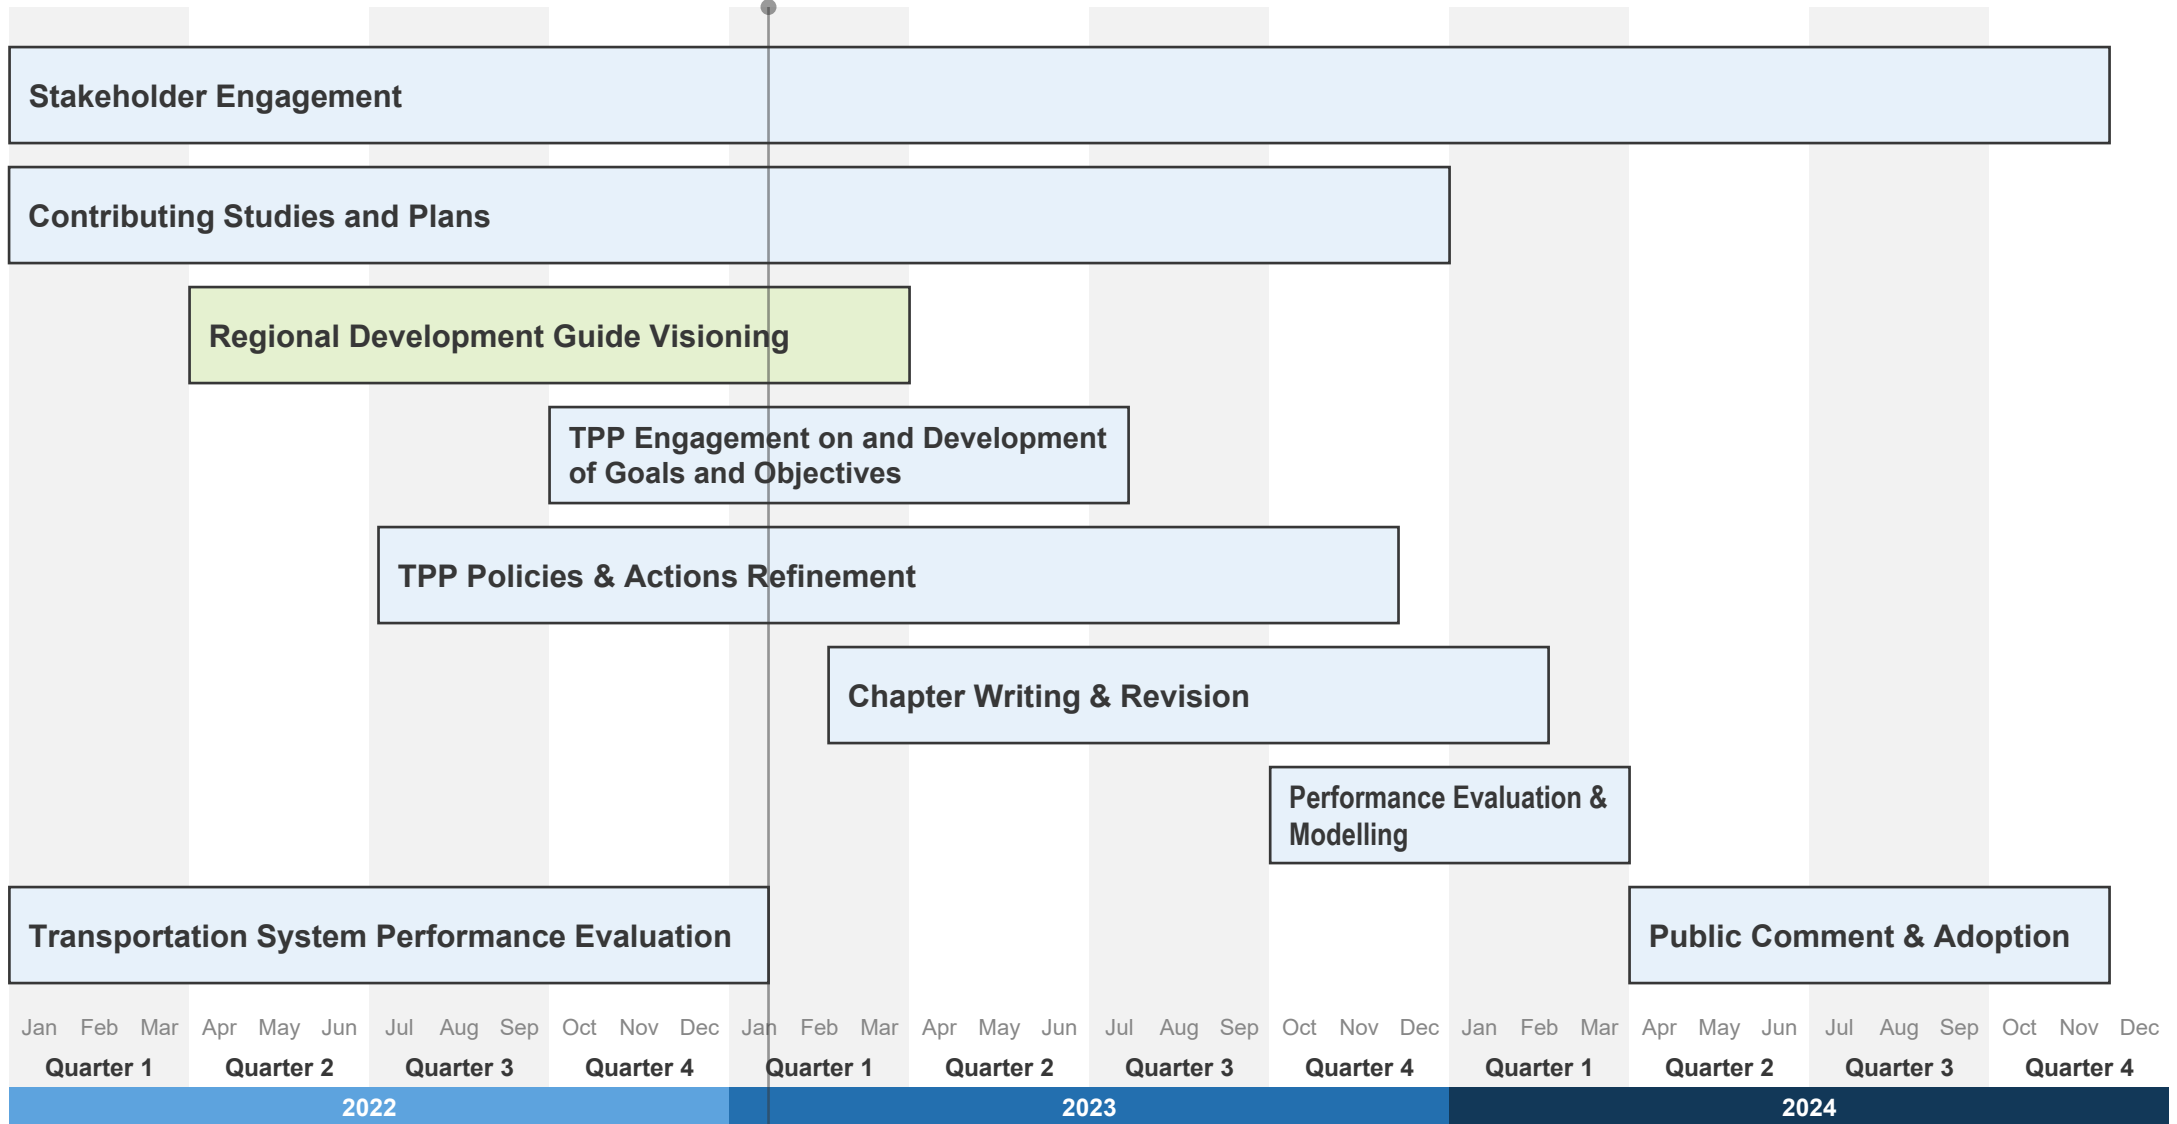 Stakeholder Engagement
Contributing Studies and Plans
Regional Development Guide Visioning
TPP Engagement on and Development
of Goals and Objectives
TPP Policies & Actions Refinement
Chapter Writing & Revision
Performance Evaluation &
Modelling
Transportation System Performance Evaluation
Public Comment & Adoption
Jan Feb Mar Apr May Jun Jul Aug Sep Oct Nov Dec Jan Feb Mar Apr May Jun Jul Aug Sep Oct Nov Dec Jan Feb Mar Apr May Jun Jul Aug Sep Oct Nov Dec
Quarter 1 Quarter 2 Quarter 3 Quarter 4 Quarter 1 Quarter 2 Quarter 3 Quarter 4 Quarter 1 Quarter 2 Quarter 3 Quarter 4
2022 2023 2024